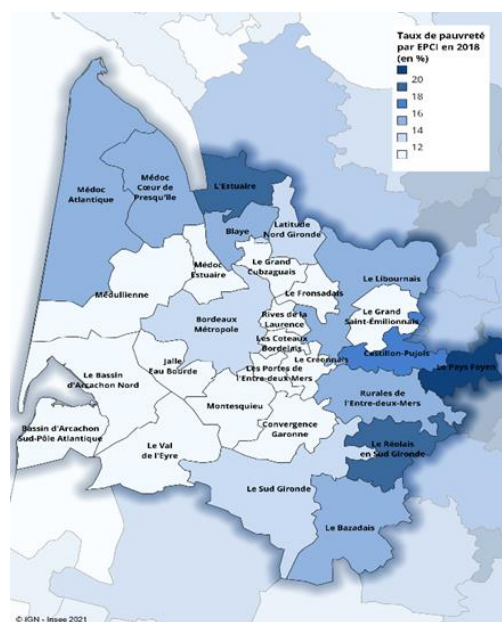 Taux de pauvreté
par EPCI en 2018
(en %)
20
18
16
14
12
Médoc
Atlantique
Médoc
Cœur de
Presqu'île
L'Estuaire
Blaye
Latitude
Nord Gironde
Médoc
Estuaire
Le Grand
Cubzaguais
Le Libournais
Médullienne
Le Fronsadais
Bordeaux
Métropole
Rives de la
Laurence
Le Grand
Saint-Émilionnais
Les Coteaux
Bordelais
Le Créonnais
Castillon-Pujols
Le Pays Foyen
Jalle
Eau Bourde
Les Portes de
l'Entre-deux-Mers
Le Bassin
d'Arcachon Nord
Rurales de
l'Entre-deux-Mers
Montesquieu
Bassin d'Arcachon
Sud-Pôle Atlantique
Convergence
Garonne
Le Val
de l'Eyre
Le Réolais
en Sud Gironde
Le Sud Gironde
Le Bazadais
© IGN - Insee 2021